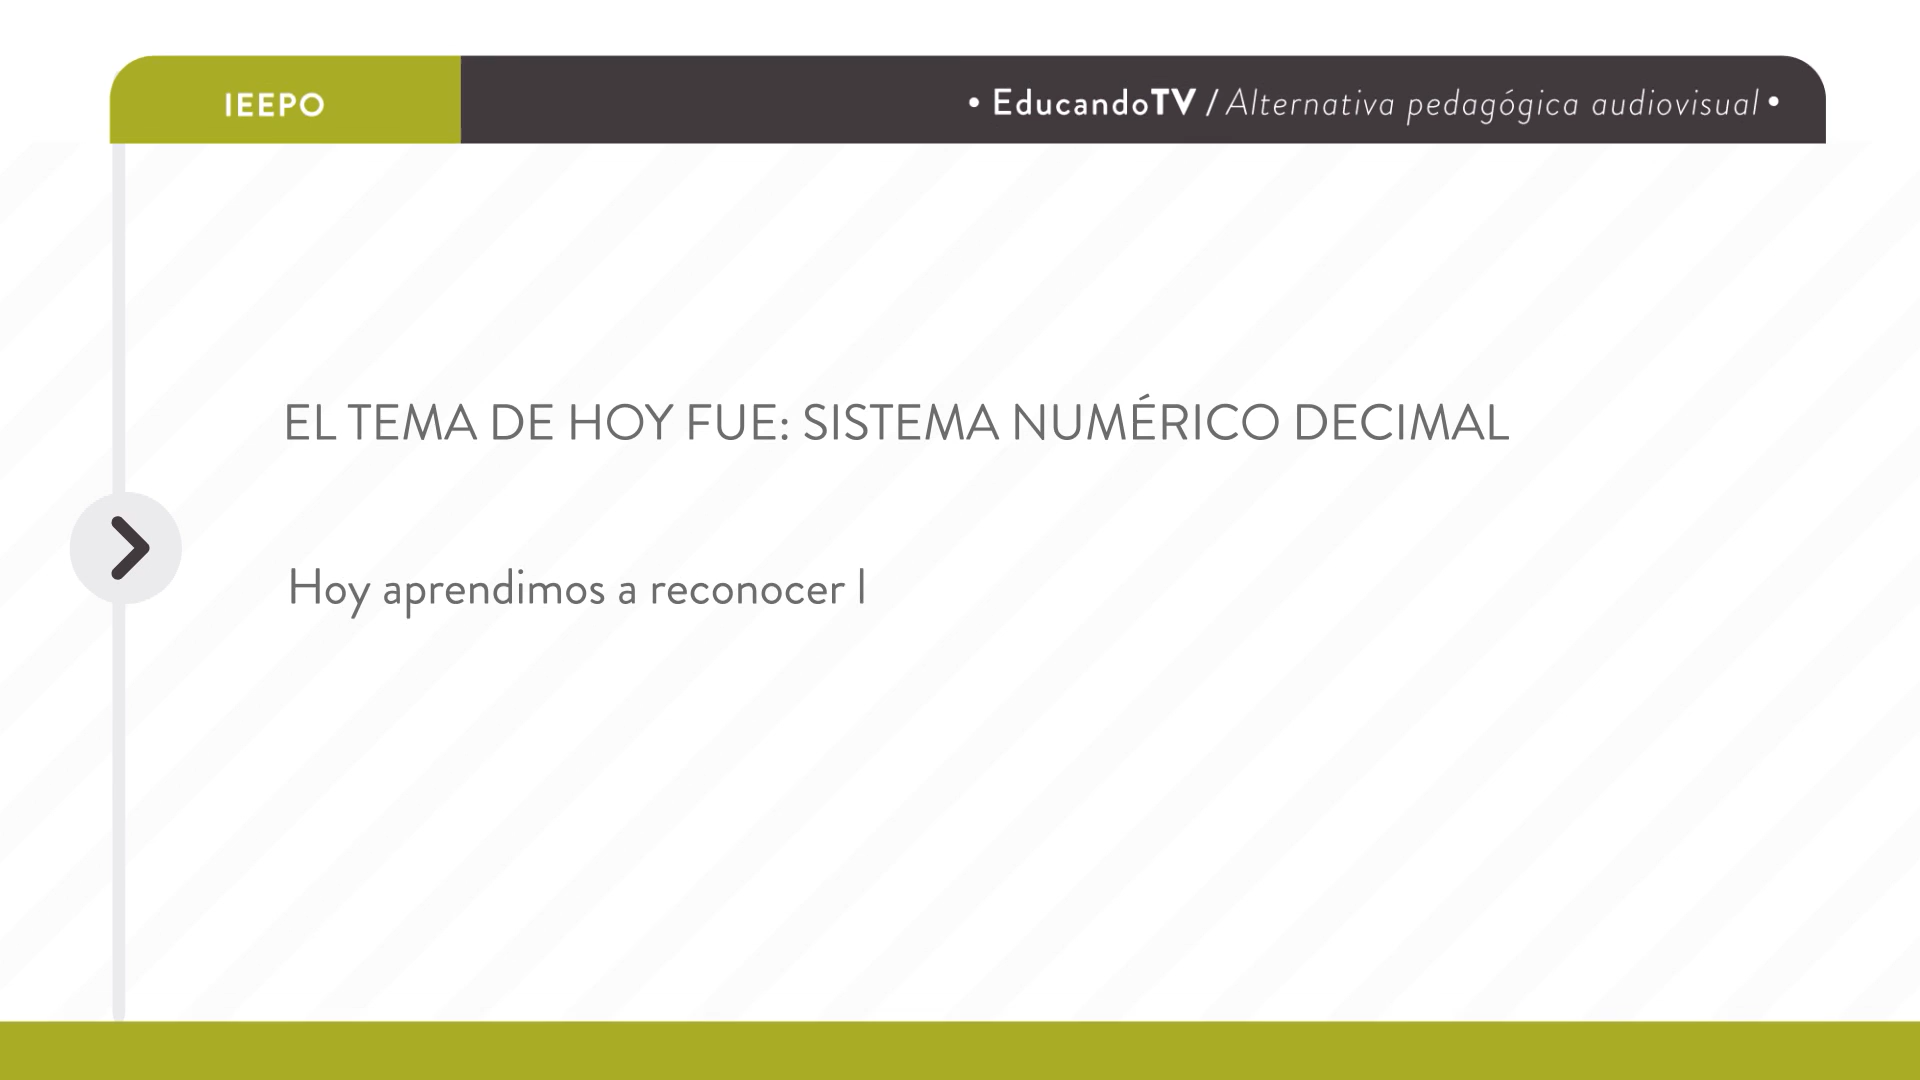 IEEPO
• EducandoTV / Alternativa pedagógica audiovisual •
EL TEMA DE HOY FUE: SISTEMA NUMÉRICO DECIMAL
Hoy aprendimos a reconocer l